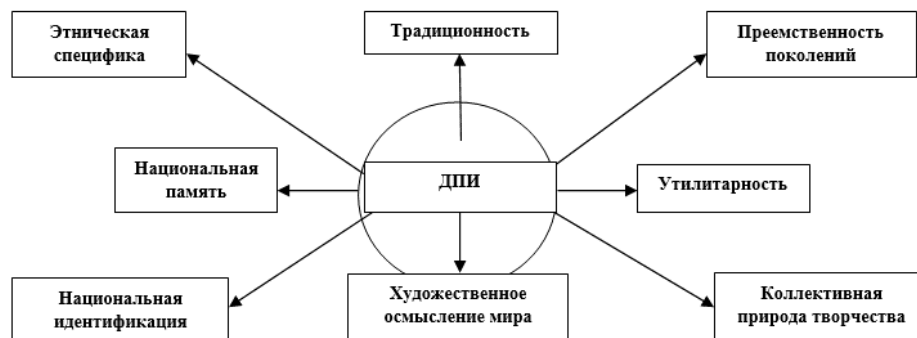 Этническая
специфика
Традиционность
Преемственность
поколений
Национальная
память
ДПИ
Утилитарность
Национальная
идентификация
Художественное
осмысление мира
Коллективная
природа творчества